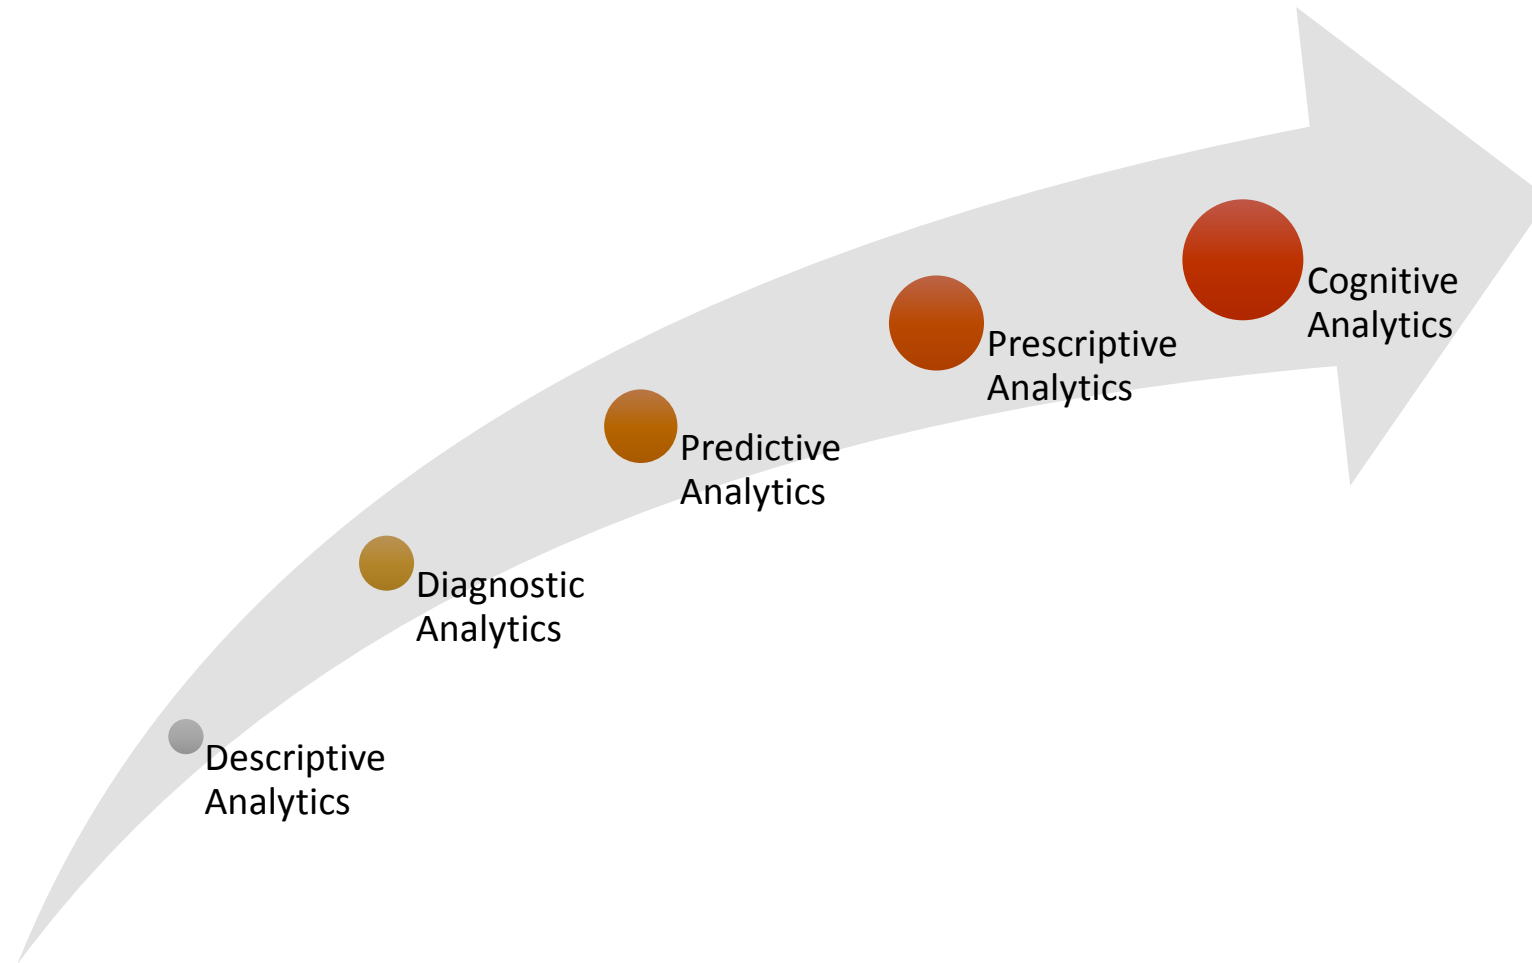 Descriptive
Analytics
Diagnostic
Analytics
Predictive
Analytics
Prescriptive
Analytics
Cognitive
Analytics